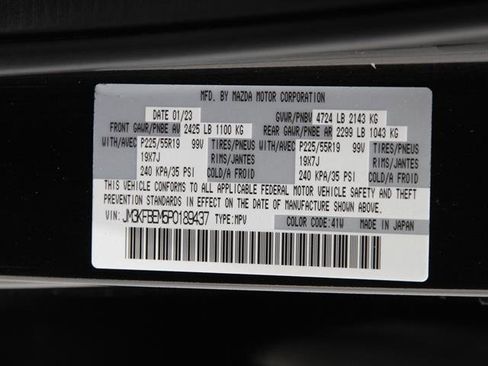 MFD. BY MAZDA MOTOR CORPORATION
DATE 01/23 GVWR/PNBV 4724 LB 2143 KG
FRONT GAWR/PNBE AV 2425 LB 1100 KG REAR GAWR/PNBE AR 2299 LB 1043 KG
WITH/AVEC P225/55R19 99V TIRES/PNEUS WITH/AVEC P225/55R19 99V TIRES/PNEUS
19X7J RIMS/JANTES 19X7J RIMS/JANTES
240 KPA/35 PSI COLD/A FROID 240 KPA/35 PSI COLD/A FROID
THIS VEHICLE CONFORMS TO ALL APPLICABLE FEDERAL MOTOR VEHICLE SAFETY AND THEFT
PREVENTION STANDARDS IN EFFECT ON THE DATE OF MANUFACTURE SHOWN ABOVE.
VIN: JM3KFBEM5P0189437 TYPE:MPV COLOR CODE:41W MADE IN JAPAN